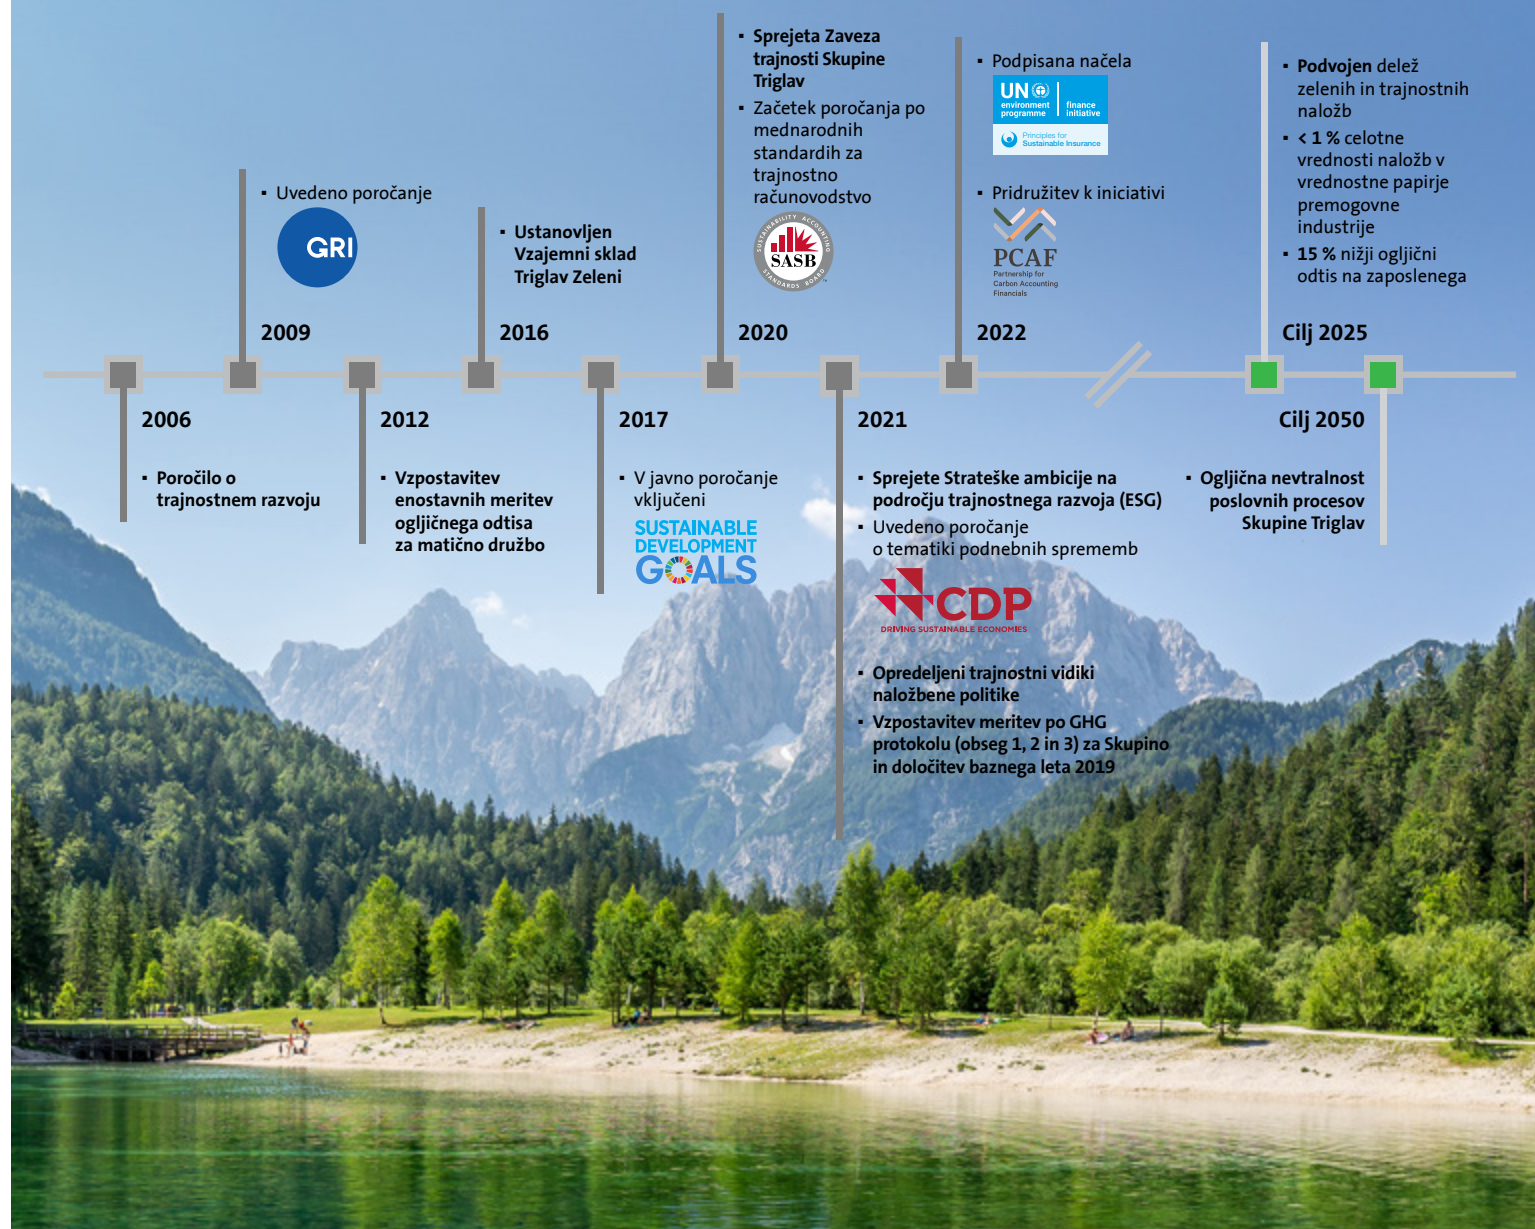 2006
▪ Poročilo o
trajnostnem razvoju
▪ Uvedeno poročanje
GRI
2009
2012
▪ Vzpostavitev
enostavnih meritev
ogljičnega odtisa
za matično družbo
▪ Ustanovljen
Vzajemni sklad
Triglav Zeleni
2016
2017
▪ V javno poročanje
vključeni
SUSTAINABLE
DEVELOPMENT
GOALS
▪ Sprejeta Zaveza
trajnosti Skupine
Triglav
▪ Začetek poročanja po
mednarodnih
standardih za
trajnostno
računovodstvo
SUSTAINABILITY ACCOUNTING
SASB
STANDARDS BOARD
2020
2021
▪ Sprejete Strateške ambicije na
področju trajnostnega razvoja (ESG)
▪ Uvedeno poročanje
o tematiki podnebnih sprememb
CDP
DRIVING SUSTAINABLE ECONOMIES
▪ Opredeljeni trajnostni vidiki
naložbene politike
▪ Vzpostavitev meritev po GHG
protokolu (obseg 1, 2 in 3) za Skupino
in določitev baznega leta 2019
▪ Podpisana načela
UN
environment
programme
finance
initiative
Principles for
Sustainable Insurance
▪ Pridružitev k iniciativi
PCAF
Partnership for
Carbon Accounting
Financials
2022
▪ Podvojen delež
zelenih in trajnostnih
naložb
▪ < 1 % celotne
vrednosti naložb v
vrednostne papirje
premogovne
industrije
▪ 15 % nižji ogljični
odtis na zaposlenega
Cilj 2025
Cilj 2050
▪ Ogljična nevtralnost
poslovnih procesov
Skupine Triglav